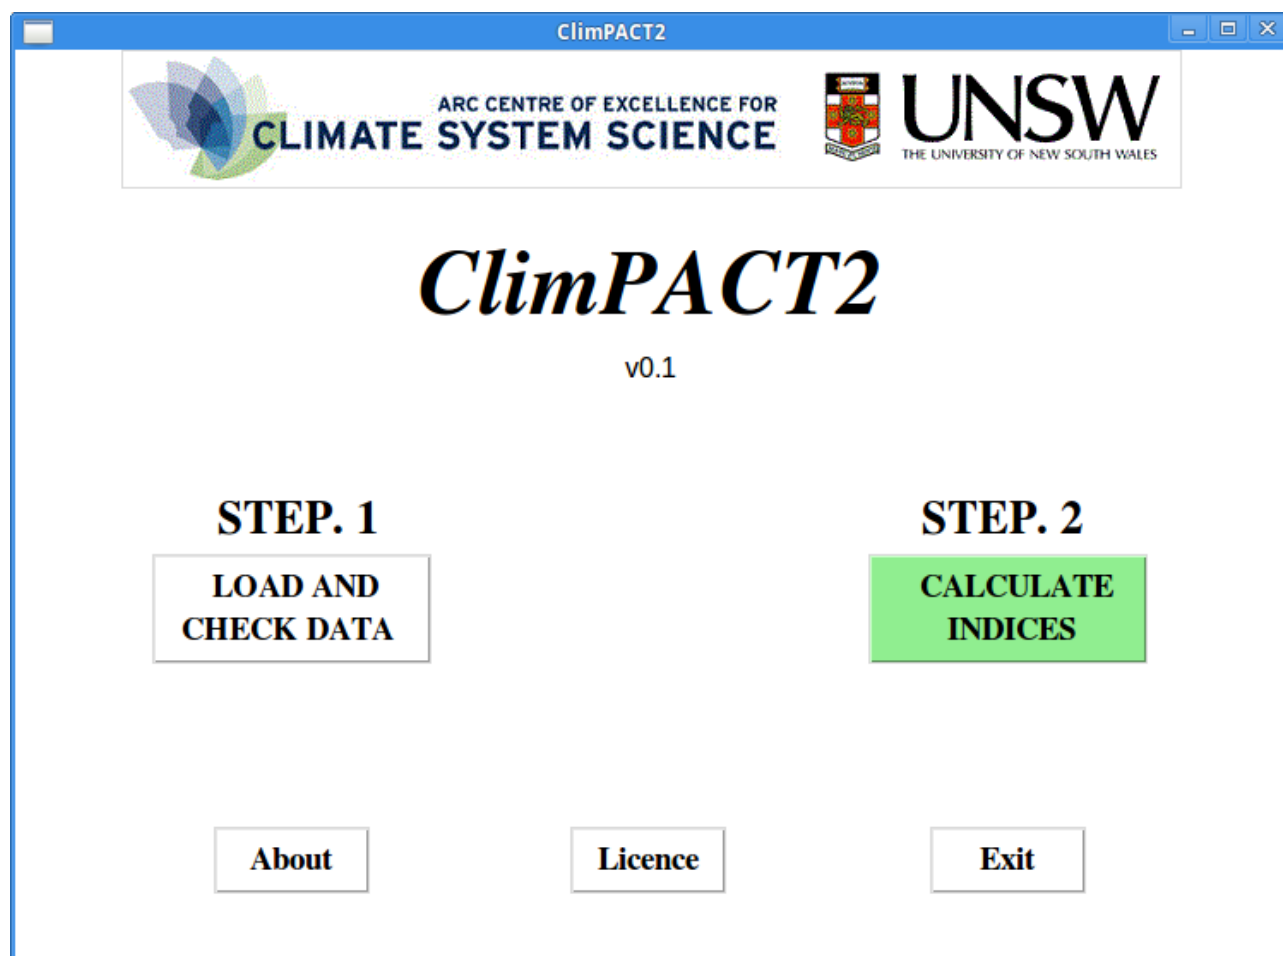 ClimPACT2
ARC CENTRE OF EXCELLENCE FOR
CLIMATE SYSTEM SCIENCE
UNSW
THE UNIVERSITY OF NEW SOUTH WALES
ClimPACT2
v0.1
STEP. 1
LOAD AND
CHECK DATA
STEP. 2
CALCULATE
INDICES
About
Licence
Exit